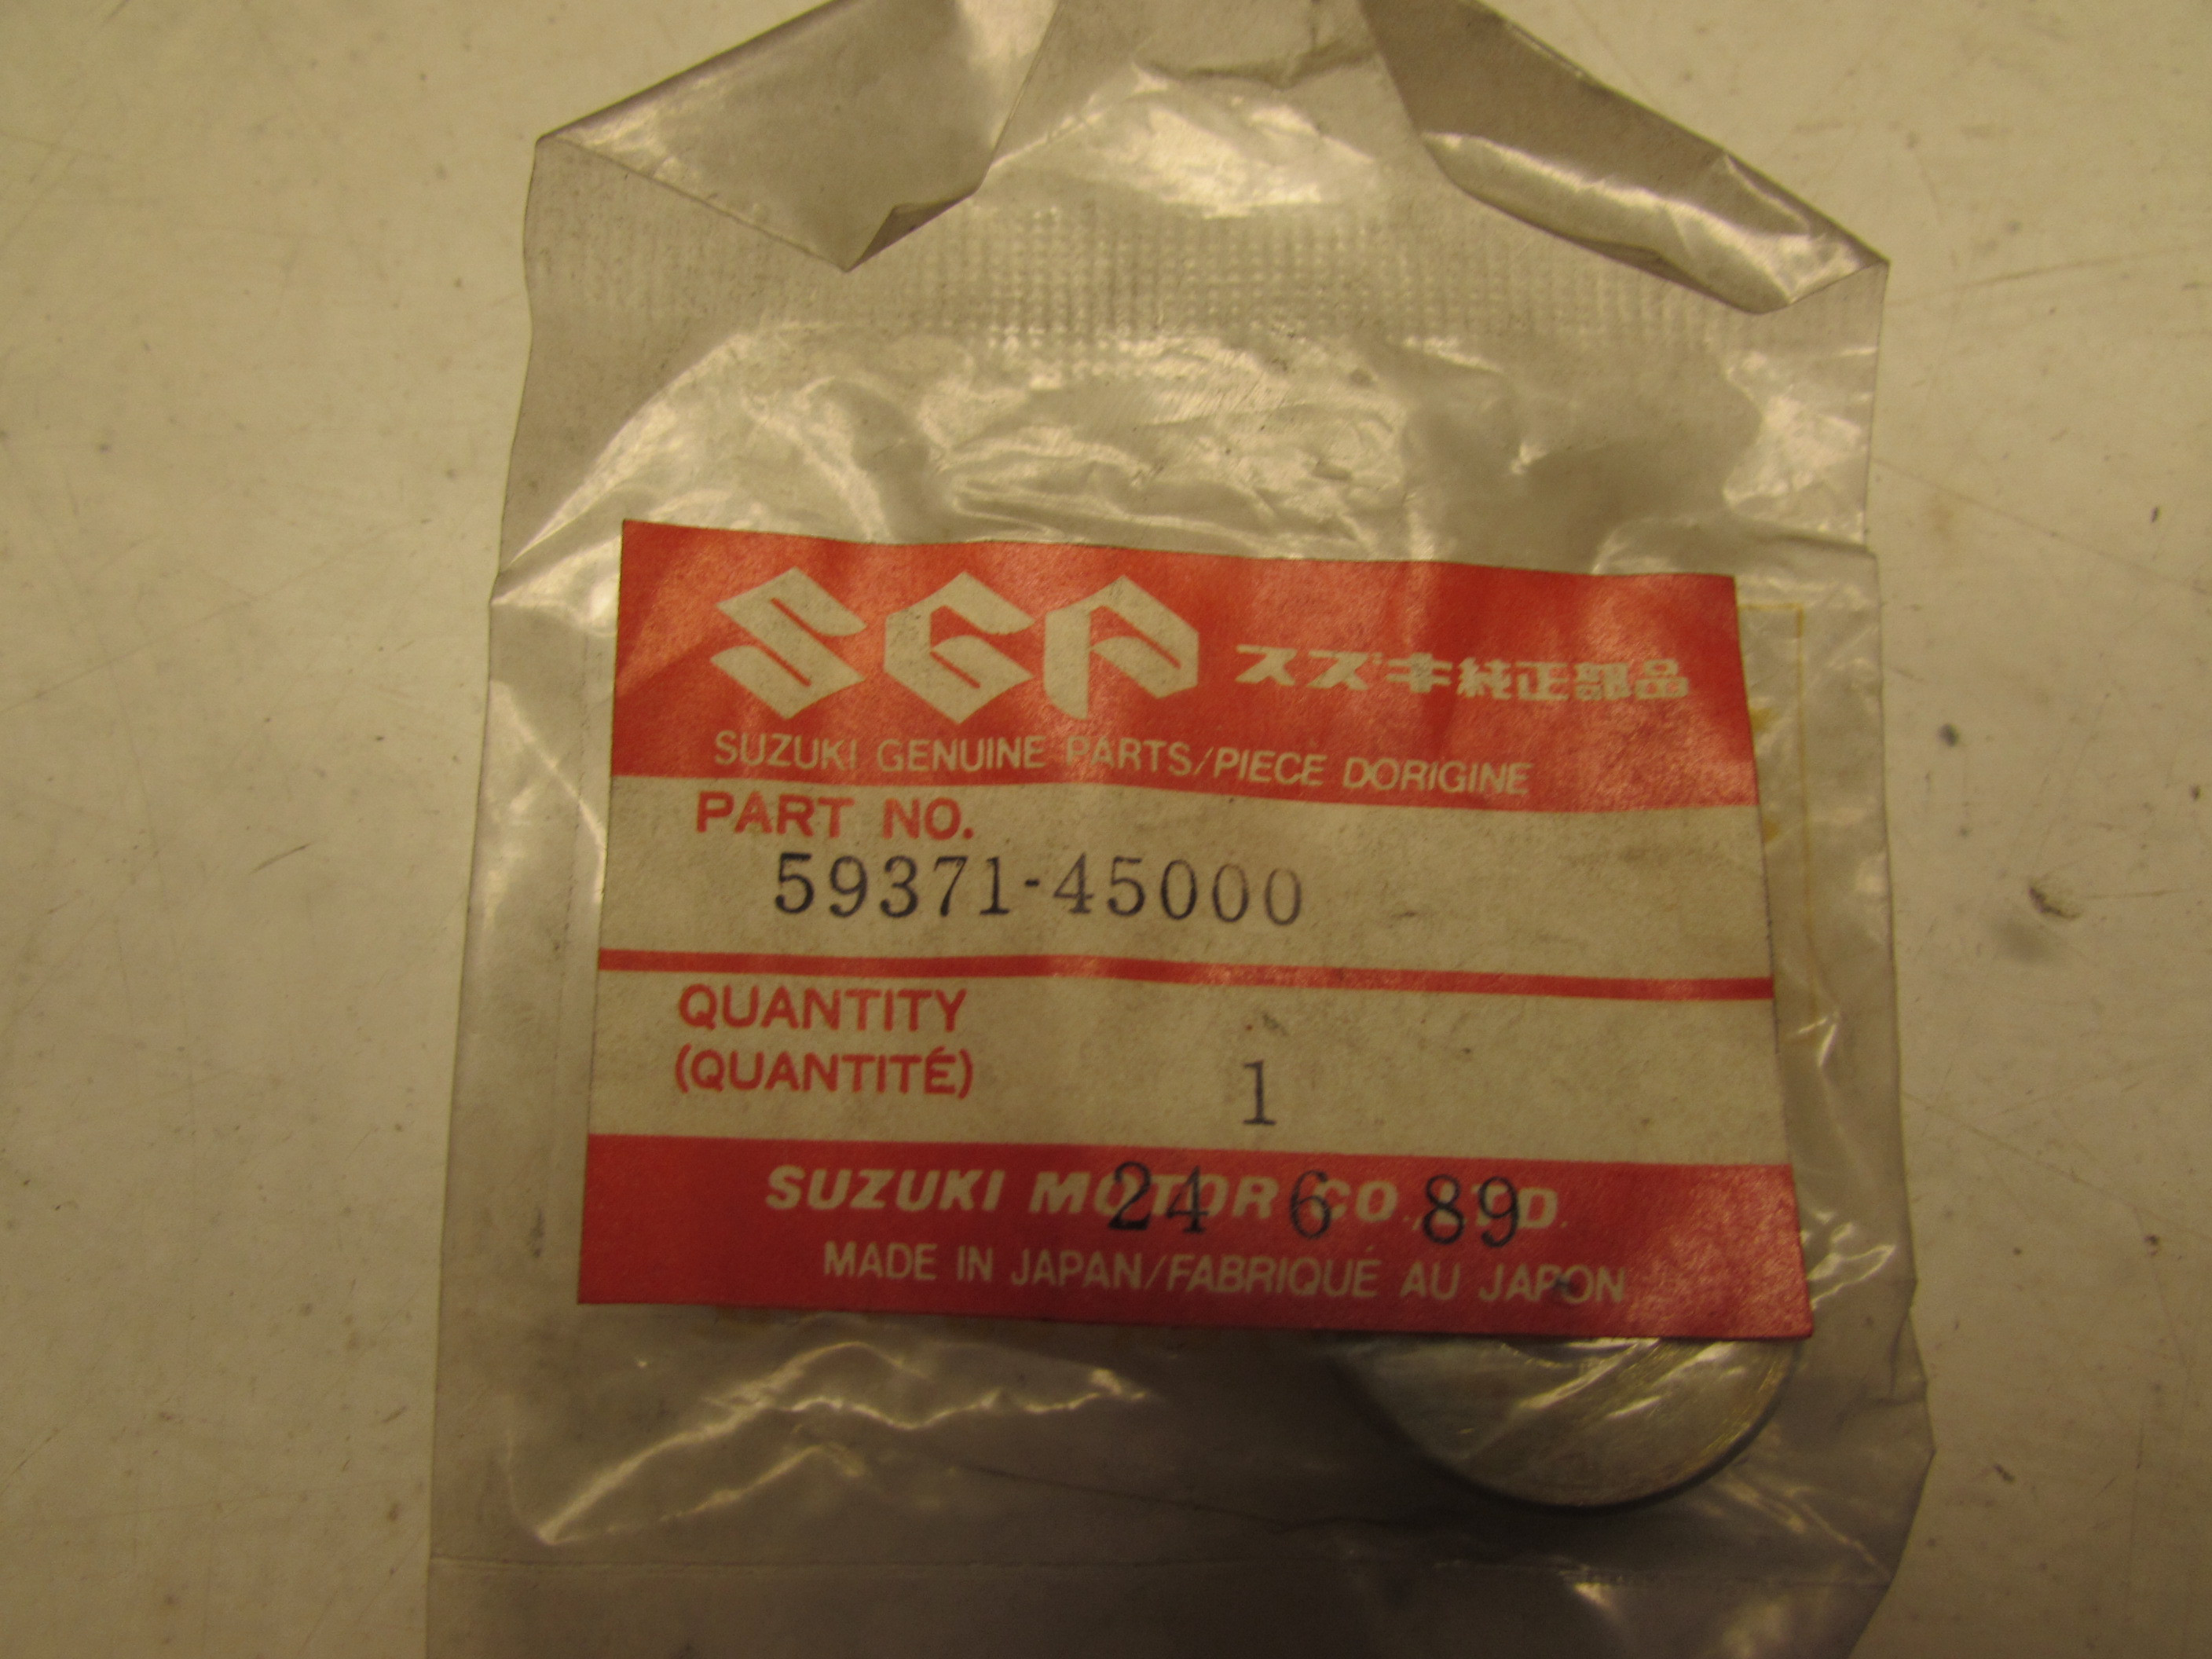 SGP スズキ純正部品
SUZUKI GENUINE PARTS/PIECE DORIGINE
PART NO.
59371-45000
QUANTITY
(QUANTITÉ)
1
SUZUKI MOTOR CO.,LTD.
24 6 89
MADE IN JAPAN/FABRIQUÉ AU JAPON